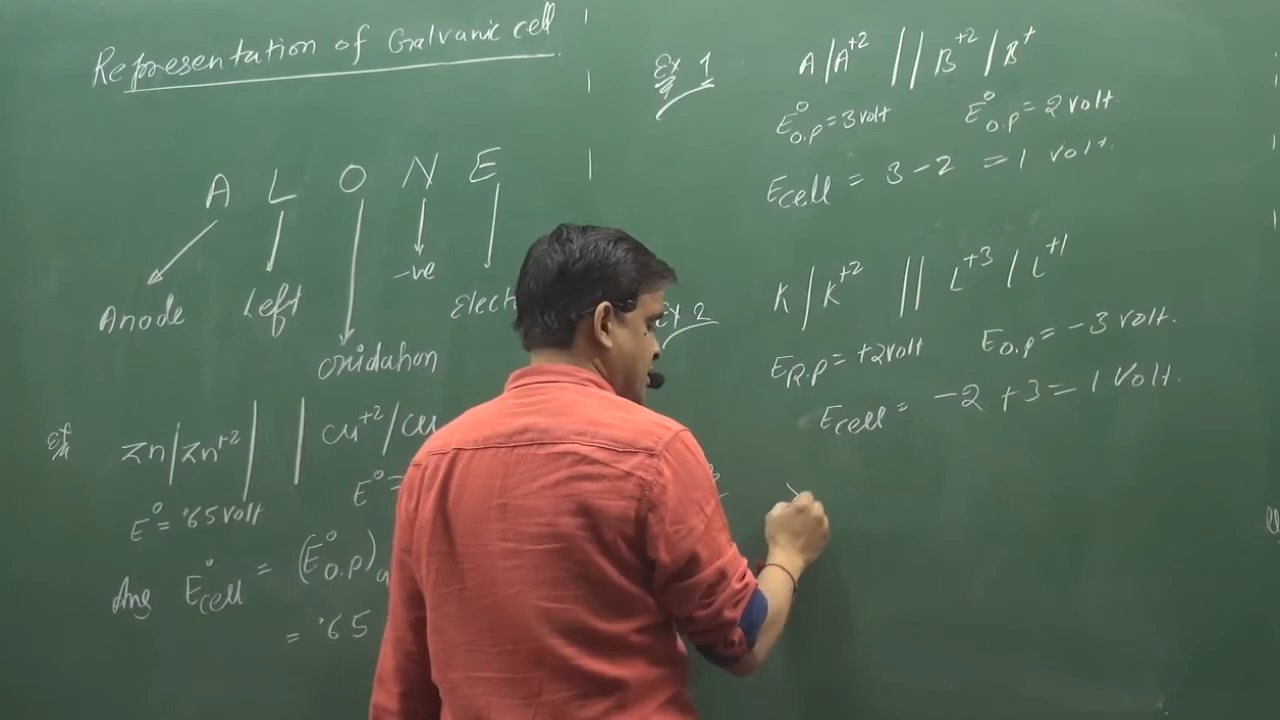 Representation of Galvanic cell
A L O N E
Anode
Left
oxidation
-ve
Elect
Zn|Zn+2| | Cu+2/Cu
E°= .65 volt
E°=
Ans E°cell = (E°O.P)a
= .65
Ex 1
A/A+2 // B+2/B+
E°O.P=3 volt E°O.P=2 volt.
Ecell = 3-2 = 1 volt.
Ex 2
K/K+2 // L+3/L+1
ER.P=+2 volt EO.P= -3 volt.
Ecell = -2+3=1 Volt.